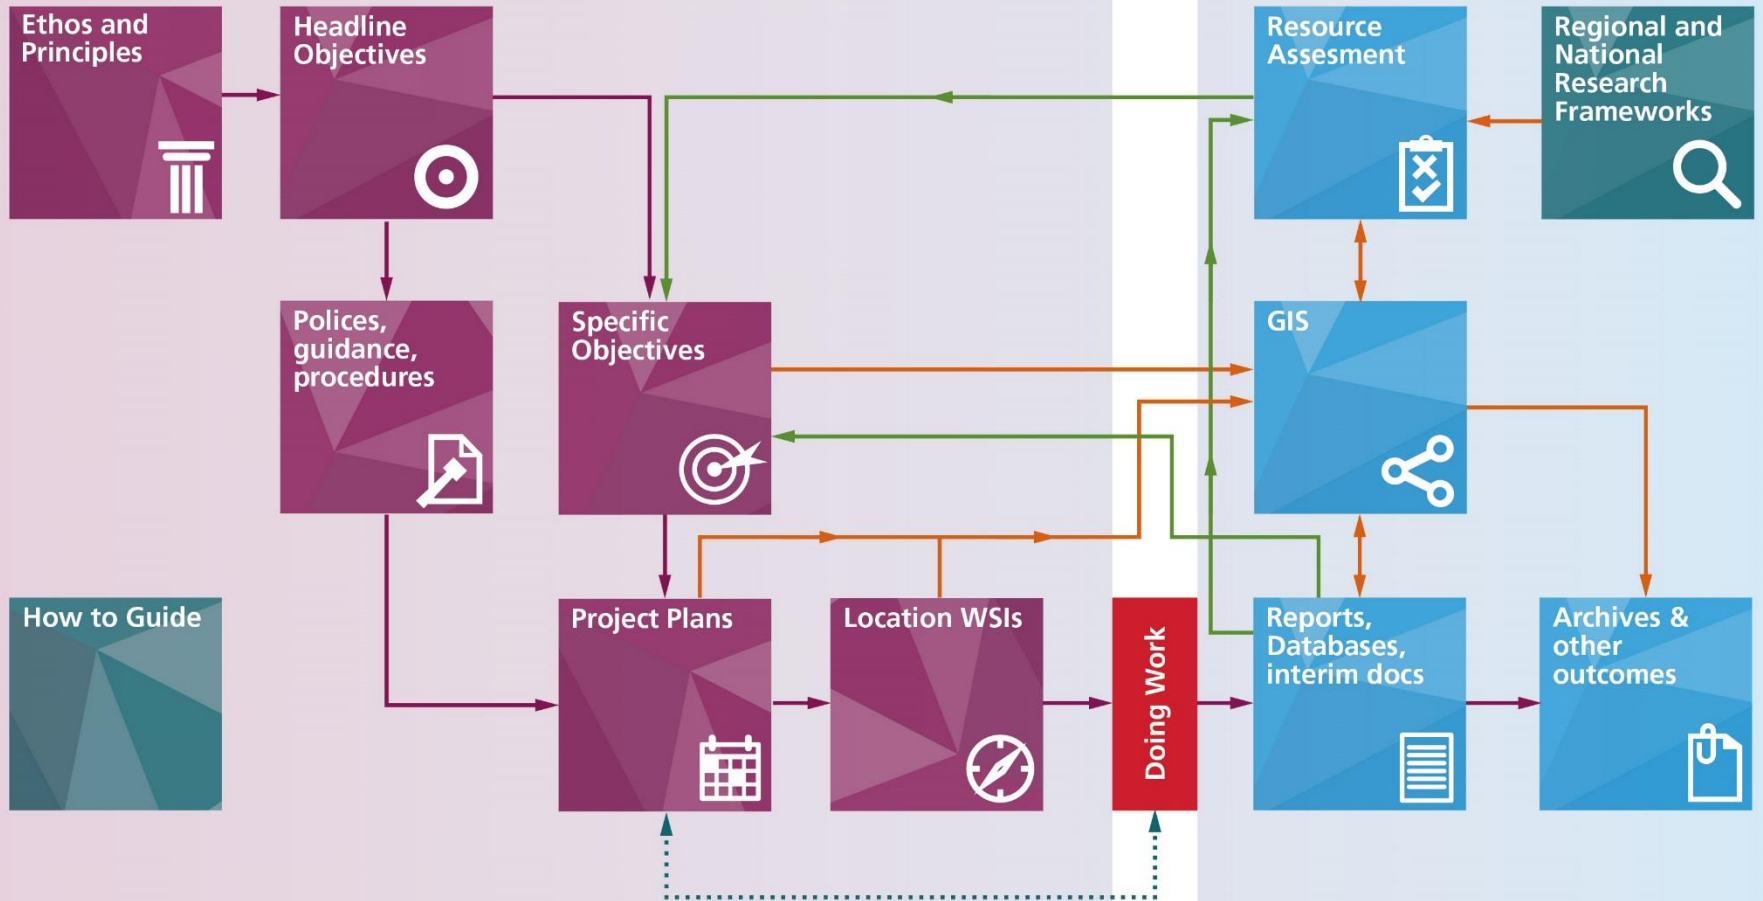 Ethos and
Principles
Headline
Objectives
Resource
Assesment
Regional and
National
Research
Frameworks
Polices,
guidance,
procedures
Specific
Objectives
GIS
How to Guide
Project Plans
Location WSIs
Doing Work
Reports,
Databases,
interim docs
Archives &
other
outcomes